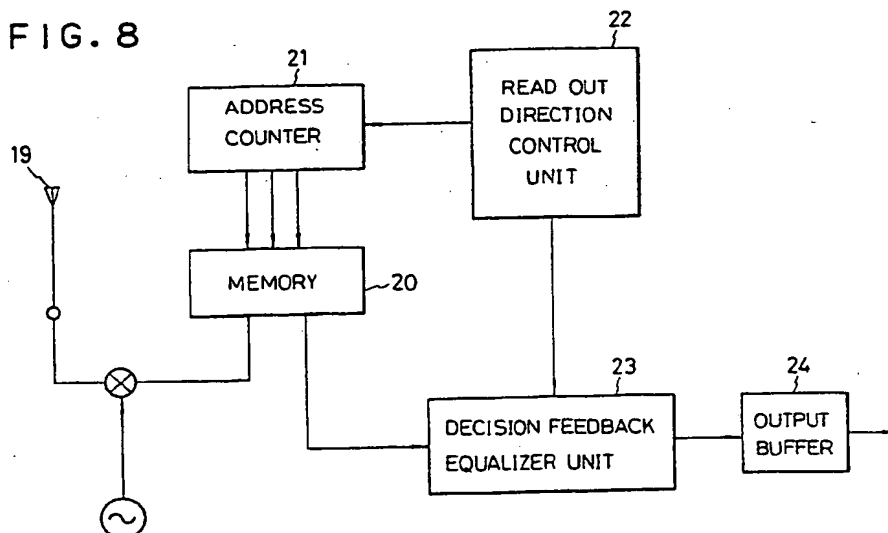 FIG. 8
22
21
READ OUT
DIRECTION
CONTROL
UNIT
ADDRESS
COUNTER
19
MEMORY
20
23
24
DECISION FEEDBACK
EQUALIZER UNIT
OUTPUT
BUFFER